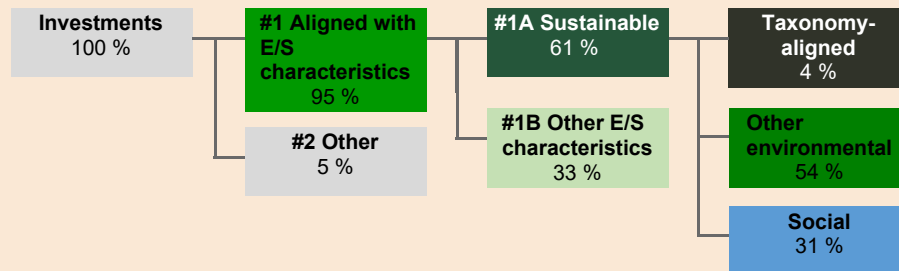 Investments
100 %
#1 Aligned with
E/S
characteristics
95 %
#2 Other
5 %
#1A Sustainable
61 %
#1B Other E/S
characteristics
33 %
Taxonomy-
aligned
4 %
Other
environmental
54 %
Social
31 %